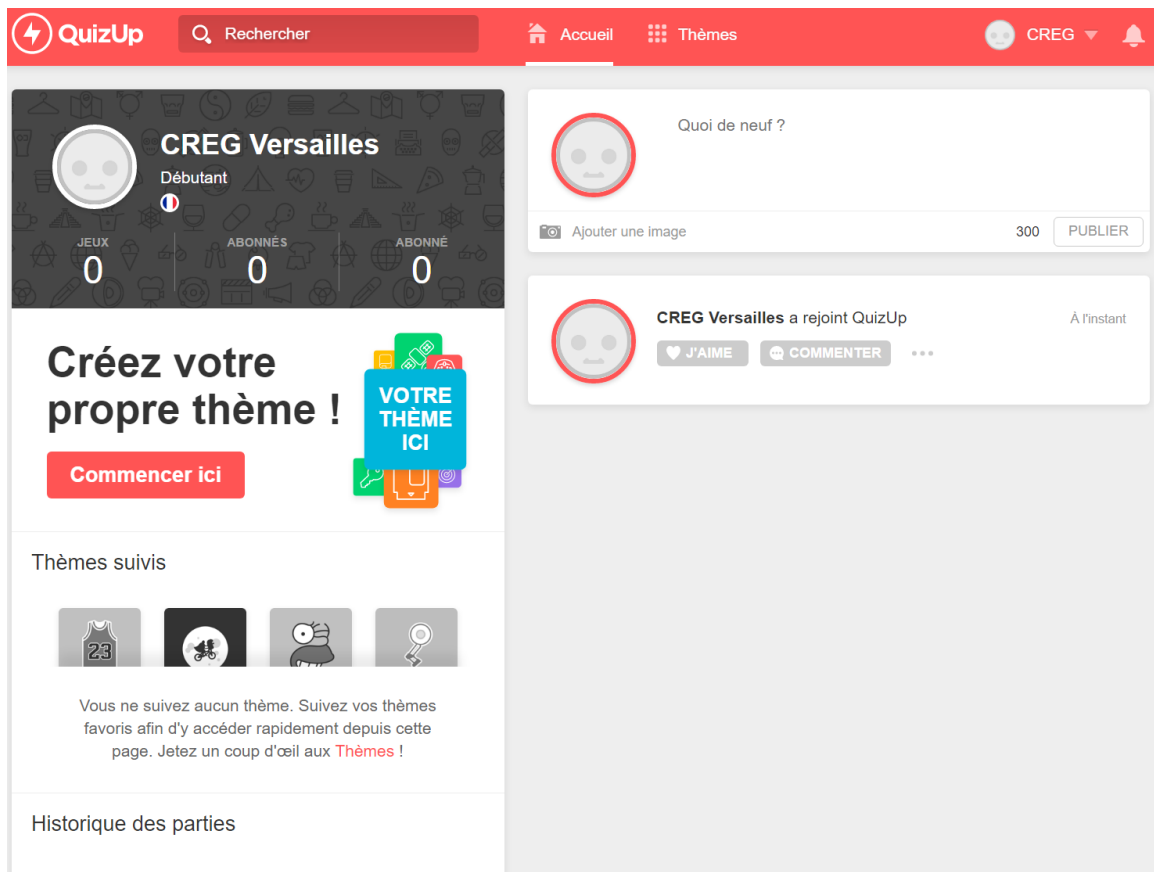 QuizUp
Rechercher
Accueil
Thèmes
CREG
CREG Versailles
Débutant
JEUX
ABONNÉS
ABONNÉ
0
0
0
Créez votre
propre thème !
Commencer ici
VOTRE
THÈME
ICI
Thèmes suivis
23
Vous ne suivez aucun thème. Suivez vos thèmes
favoris afin d'y accéder rapidement depuis cette
page. Jetez un coup d'œil aux Thèmes !
Historique des parties
Quoi de neuf ?
Ajouter une image
300
PUBLIER
CREG Versailles a rejoint QuizUp
À l'instant
J'AIME
COMMENTER